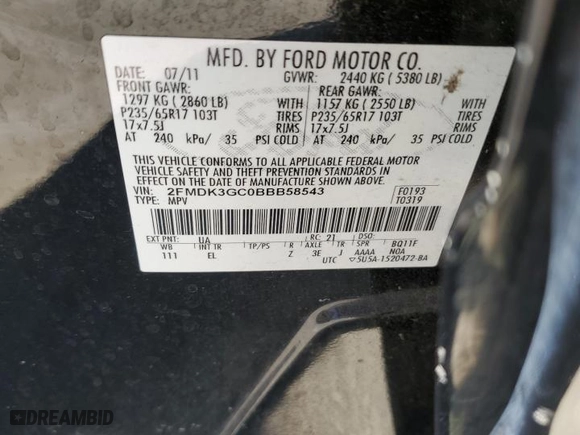 MFD. BY FORD MOTOR CO.
DATE: 07/11 GVWR: 2440 KG ( 5380 LB)
FRONT GAWR: REAR GAWR:
1297 KG ( 2860 LB) 1157 KG ( 2550 LB)
P235/65R17 103T TIRES P235/65R17 103T TIRES
17x7.5J RIMS 17x7.5J RIMS
AT 240 kPa/ 35 PSI COLD AT 240 kPa/ 35 PSI COLD
THIS VEHICLE CONFORMS TO ALL APPLICABLE FEDERAL MOTOR
VEHICLE SAFETY AND THEFT PREVENTION STANDARDS IN
EFFECT ON THE DATE OF MANUFACTURE SHOWN ABOVE.
VIN: 2FMDK3GC0BBB58543 F0193
TYPE: MPV T0319
EXT PNT: UA RC: 21 DSO:
WB INT TR TP/PS R AXLE TR SPR BQ11F
111 EL Z 3E J AAAA N0A
UTC 5U5A-1520472-BA
DREAMBID